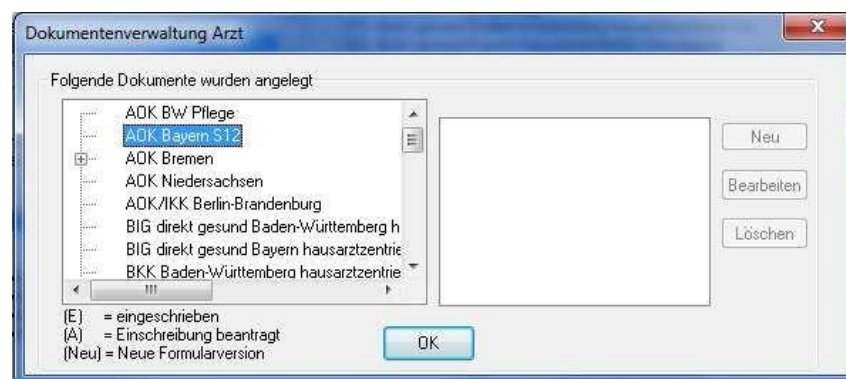 Dokumentenverwaltung Arzt
Folgende Dokumente wurden angelegt
AOK BW Pflege
AOK Bayern S12
AOK Bremen
AOK Niedersachsen
AOK/IKK Berlin-Brandenburg
BIG direkt gesund Baden-Württemberg h
BIG direkt gesund Bayern hausarztzentrie
BKK Baden-Württemberg hausarztzentrie
Neu
Bearbeiten
Löschen
(E) = eingeschrieben
(A) = Einschreibung beantragt
(Neu) = Neue Formularversion
OK